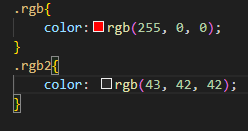 .rgb{
color: rgb(255, 0, 0);
}
.rgb2{
color: rgb(43, 42, 42);
}